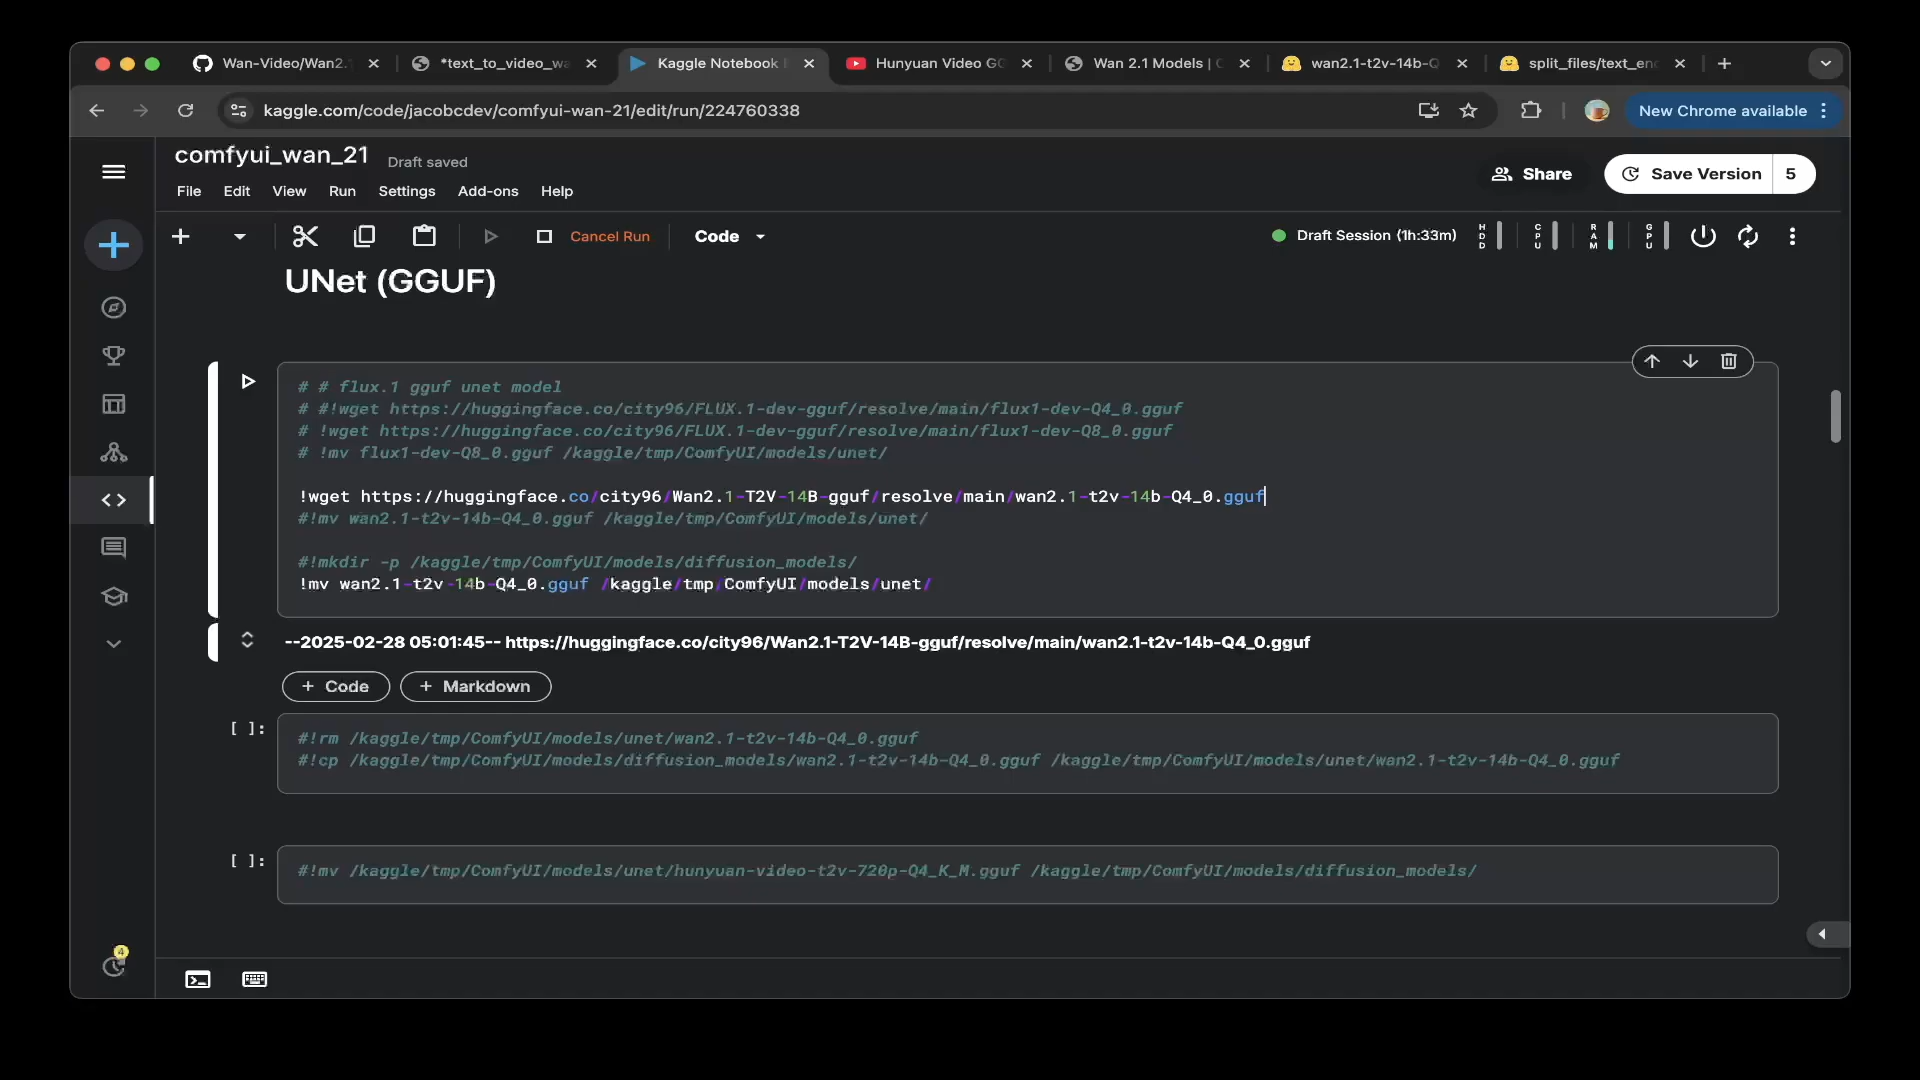 Wan-Video/Wan2.1
*text_to_video_wa
Kaggle Notebook
Hunyuan Video GG
Wan 2.1 Models | C
wan2.1-t2v-14b-Q
split_files/text_enc
kaggle.com/code/jacobcdev/comfyui-wan-21/edit/run/224760338
New Chrome available
comfyui_wan_21
Draft saved
File Edit View Run Settings Add-ons Help
Share
Save Version 5
Cancel Run
Code
Draft Session (1h:33m)
HDD
CPU
RAM
GPU
UNet (GGUF)
# # flux.1 gguf unet model
# #!wget https://huggingface.co/city96/FLUX.1-dev-gguf/resolve/main/flux1-dev-Q4_0.gguf
# !wget https://huggingface.co/city96/FLUX.1-dev-gguf/resolve/main/flux1-dev-Q8_0.gguf
# !mv flux1-dev-Q8_0.gguf /kaggle/tmp/ComfyUI/models/unet/
!wget https://huggingface.co/city96/Wan2.1-T2V-14B-gguf/resolve/main/wan2.1-t2v-14b-Q4_0.gguf
#!mv wan2.1-t2v-14b-Q4_0.gguf /kaggle/tmp/ComfyUI/models/unet/
#!mkdir -p /kaggle/tmp/ComfyUI/models/diffusion_models/
!mv wan2.1-t2v-14b-Q4_0.gguf /kaggle/tmp/ComfyUI/models/unet/
--2025-02-28 05:01:45-- https://huggingface.co/city96/Wan2.1-T2V-14B-gguf/resolve/main/wan2.1-t2v-14b-Q4_0.gguf
+ Code
+ Markdown
[ ]:
#!rm /kaggle/tmp/ComfyUI/models/unet/wan2.1-t2v-14b-Q4_0.gguf
#!cp /kaggle/tmp/ComfyUI/models/diffusion_models/wan2.1-t2v-14b-Q4_0.gguf /kaggle/tmp/ComfyUI/models/unet/wan2.1-t2v-14b-Q4_0.gguf
[ ]:
#!mv /kaggle/tmp/ComfyUI/models/unet/hunyuan-video-t2v-720p-Q4_K_M.gguf /kaggle/tmp/ComfyUI/models/diffusion_models/
4